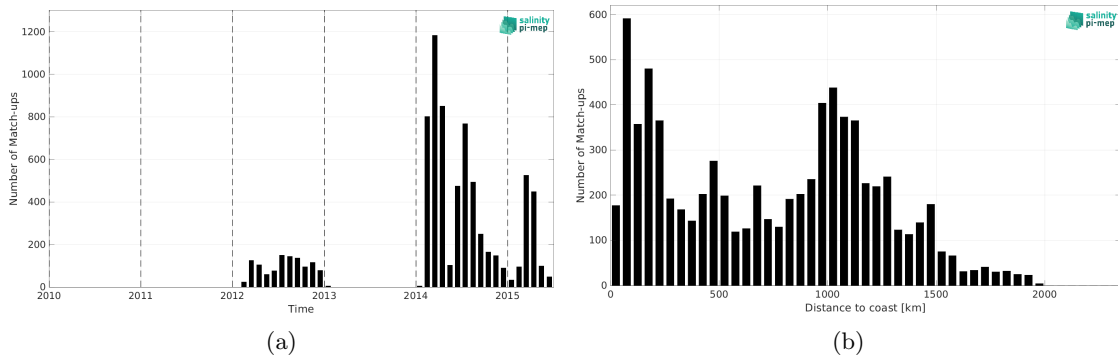 salinity
pi-mep
1200
1000
800
600
400
200
0
Number of Match-ups
2010 2011 2012 2013 2014 2015
Time
(a)
salinity
pi-mep
600
500
400
300
200
100
0
Number of Match-ups
0 500 1000 1500 2000
Distance to coast [km]
(b)